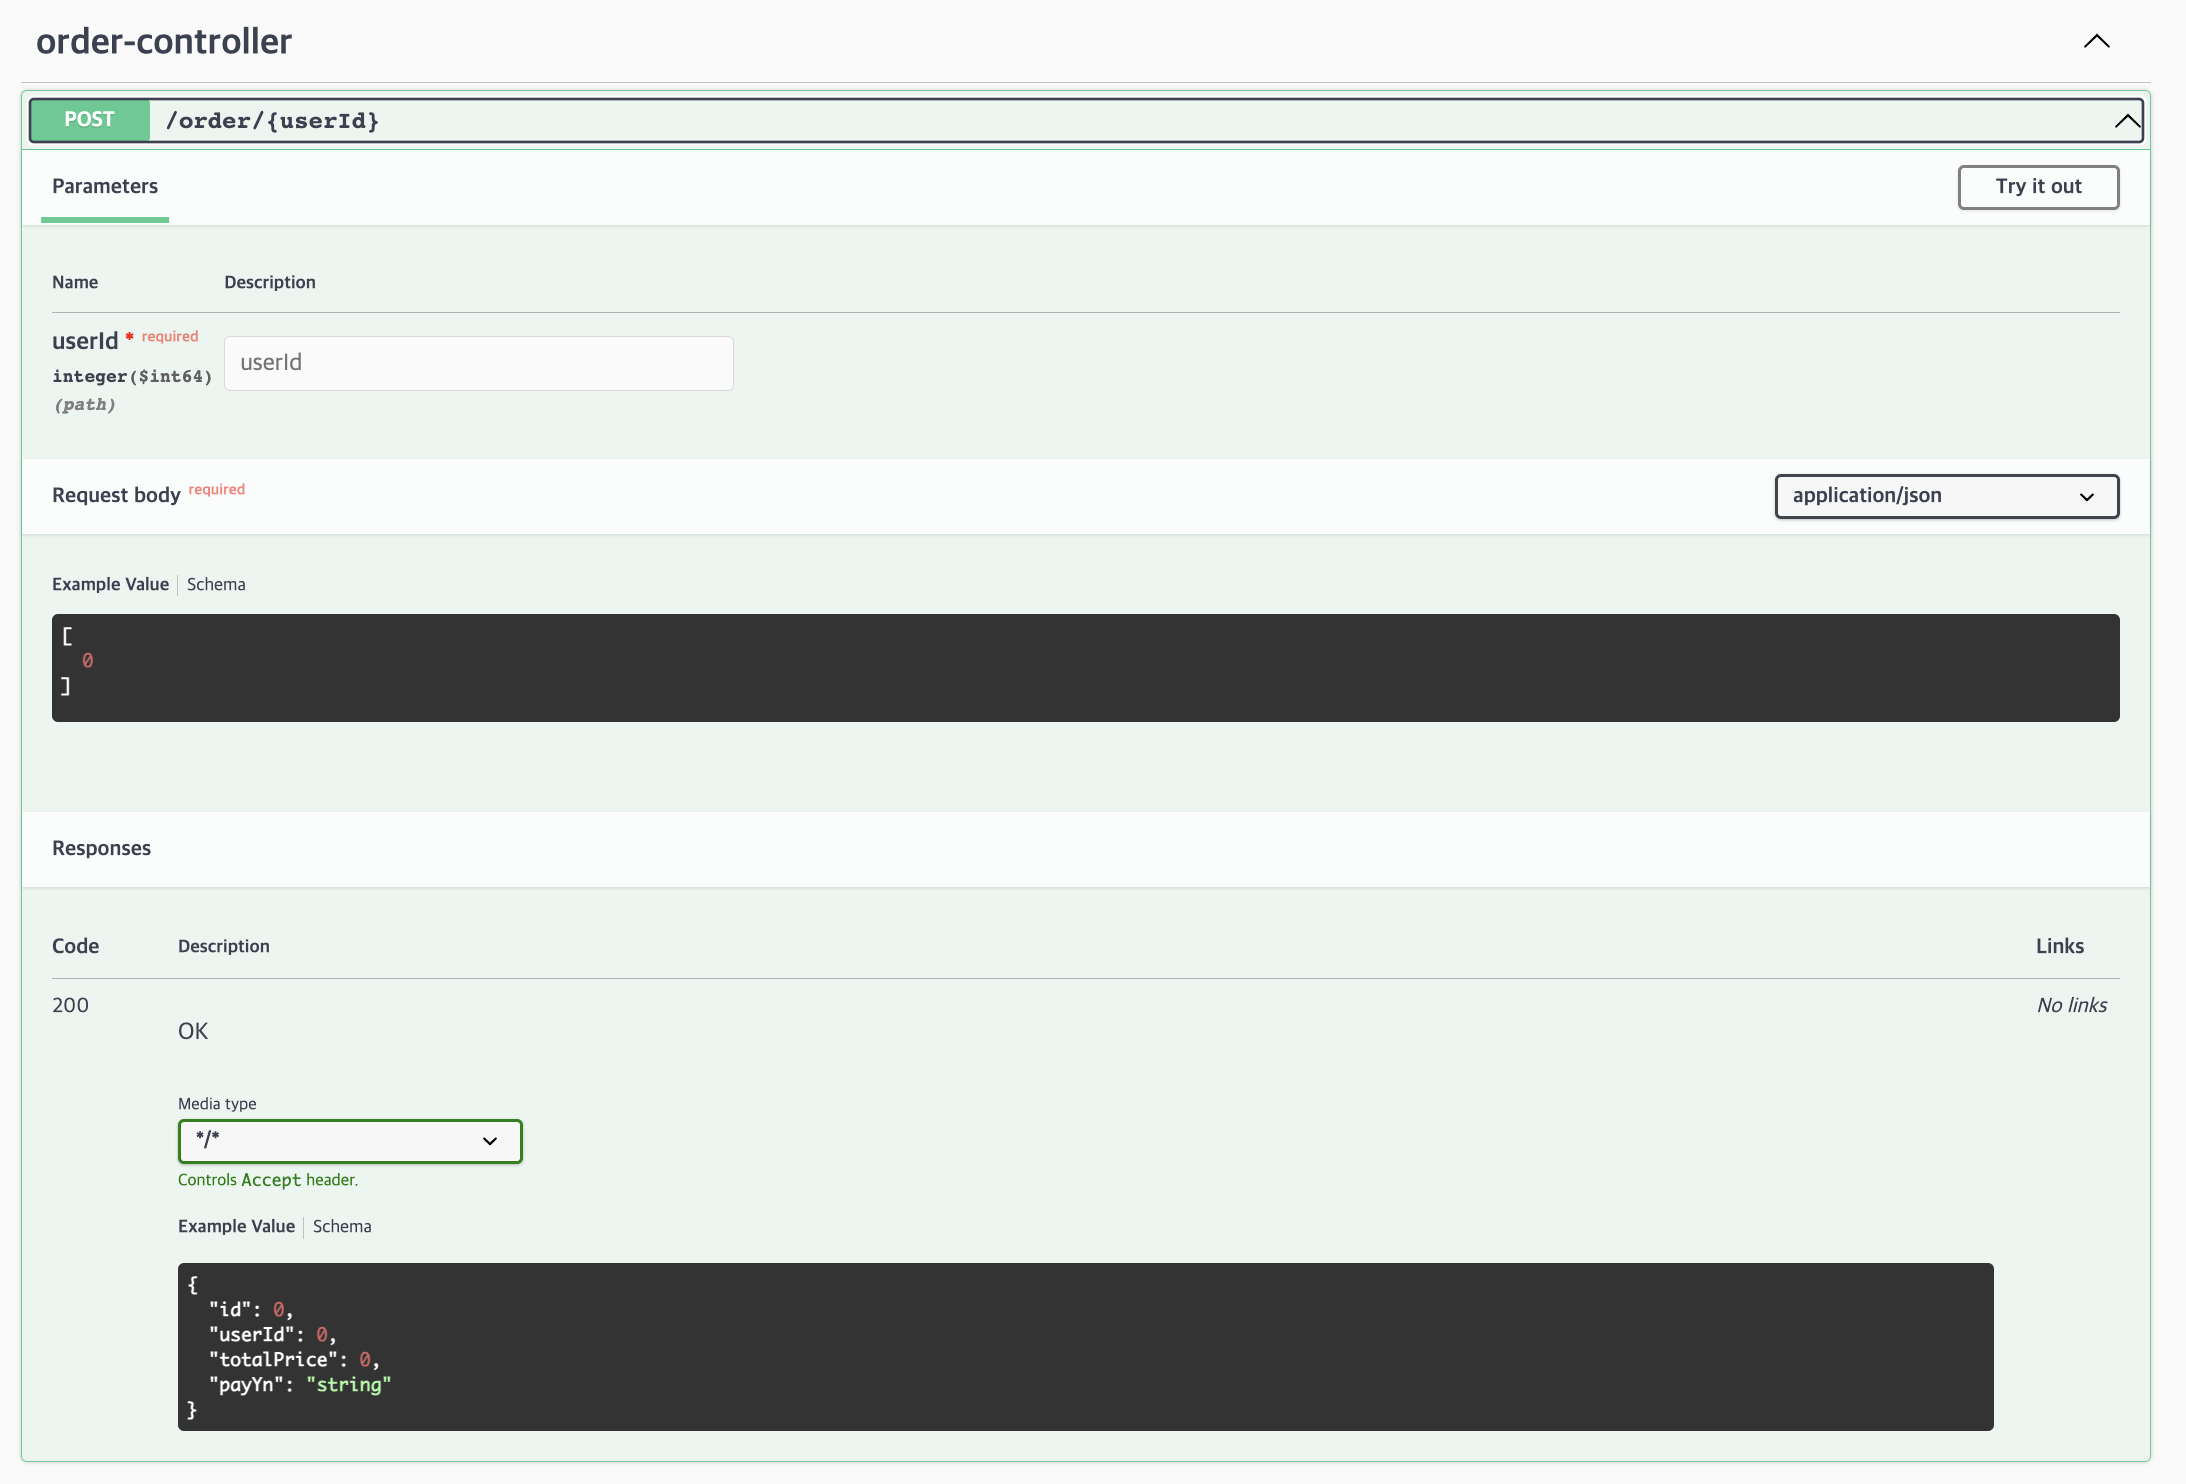 order-controller
POST /order/{userId}
Parameters
Try it out
Name Description
userId * required
integer($int64)
(path)
userId
Request body required
application/json
Example Value Schema
[
  0
]
Responses
Code Description Links
200
OK
No links
Media type
*/*
Controls Accept header.
Example Value Schema
{
  "id": 0,
  "userId": 0,
  "totalPrice": 0,
  "payYn": "string"
}